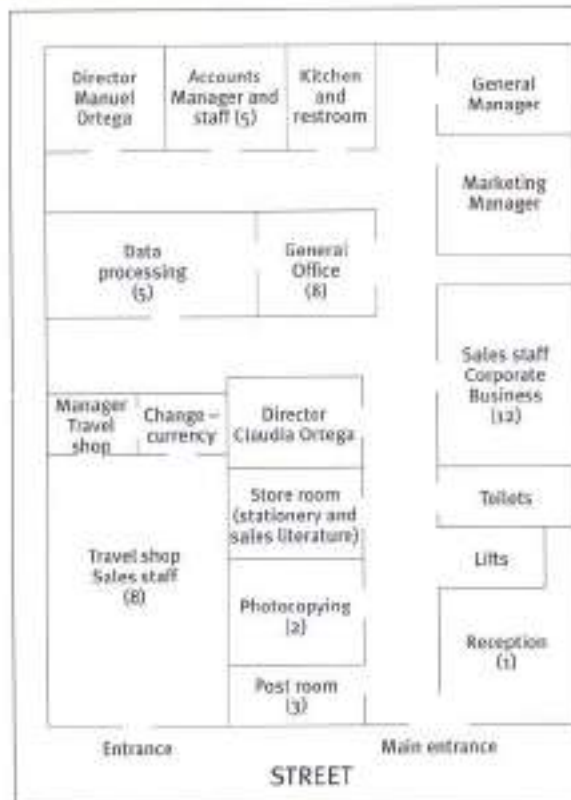 Director
Manuel
Ortega
Accounts
Manager and
staff (5)
Kitchen
and
restroom
General
Manager
Marketing
Manager
Data
processing
(5)
General
Office
(8)
Sales staff
Corporate
Business
(12)
Manager
Travel
shop
Change –
currency
Director
Claudia Ortega
Store room
(stationery and
sales literature)
Toilets
Travel shop
Sales staff
(8)
Lifts
Photocopying
(2)
Reception
(1)
Post room
(3)
Entrance
Main entrance
STREET